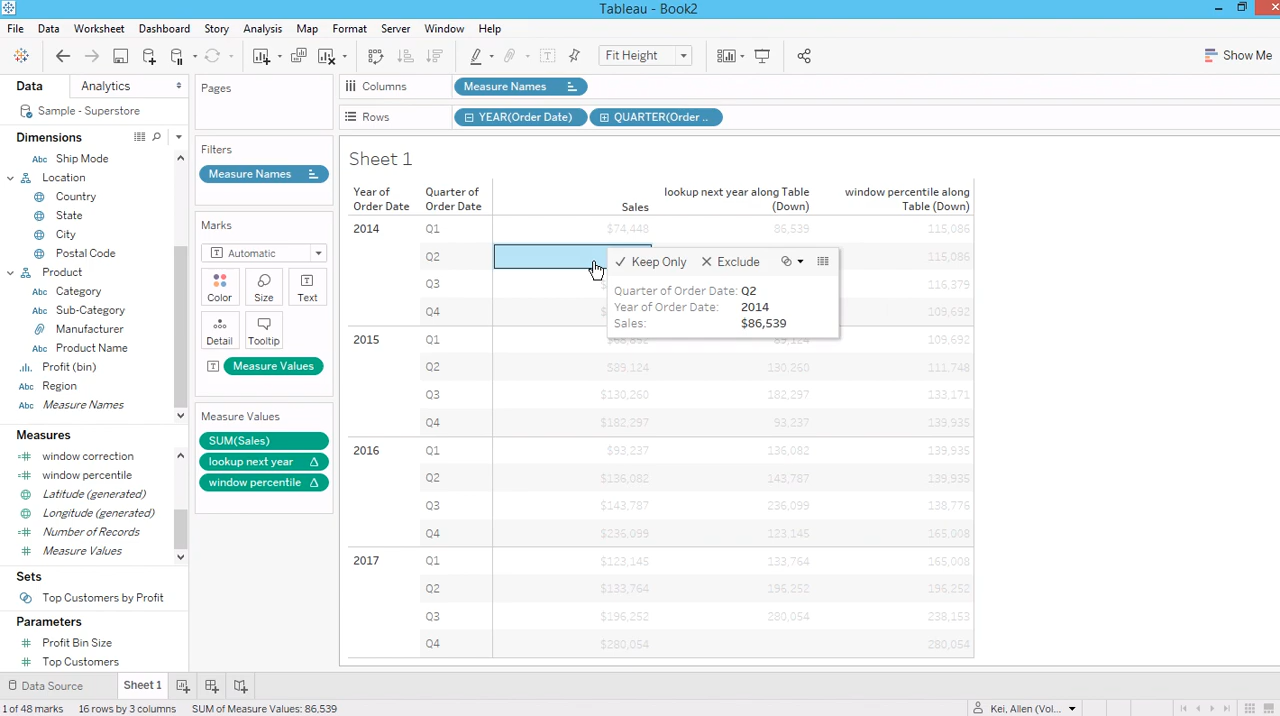 Tableau - Book2
File Data Worksheet Dashboard Story Analysis Map Format Server Window Help
Fit Height
Show Me
Data Analytics
Sample - Superstore
Dimensions
Abc Ship Mode
Location
Country
State
City
Postal Code
Product
Abc Category
Abc Sub-Category
Manufacturer
Abc Product Name
Profit (bin)
Abc Region
Abc Measure Names
Measures
window correction
window percentile
Latitude (generated)
Longitude (generated)
Number of Records
Measure Values
Sets
Top Customers by Profit
Parameters
Profit Bin Size
Top Customers
Pages
Filters
Measure Names
Marks
Automatic
Color Size Text
Detail Tooltip
Measure Values
Measure Values
SUM(Sales)
lookup next year
window percentile
Columns Measure Names
Rows YEAR(Order Date) QUARTER(Order ..
Sheet 1
Year of Quarter of lookup next year along Table window percentile along
Order Date Order Date Sales (Down) Table (Down)
2014 Q1 $74,448 86,539 115,086
Q2 115,086
Q3 116,379
Q4 109,692
Keep Only Exclude
Quarter of Order Date: Q2
Year of Order Date: 2014
Sales: $86,539
2015 Q1 109,692
Q2 $89,124 130,260 111,748
Q3 $130,260 182,297 133,171
Q4 $182,297 93,237 139,935
2016 Q1 $93,237 136,082 139,935
Q2 $136,082 143,787 139,935
Q3 $143,787 236,099 138,776
Q4 $236,099 123,145 165,008
2017 Q1 $123,145 133,764 165,008
Q2 $133,764 196,252 196,252
Q3 $196,252 280,054 238,153
Q4 $280,054 280,054
Data Source Sheet 1
1 of 48 marks 16 rows by 3 columns SUM of Measure Values: 86.539 Kei, Allen (Vol...